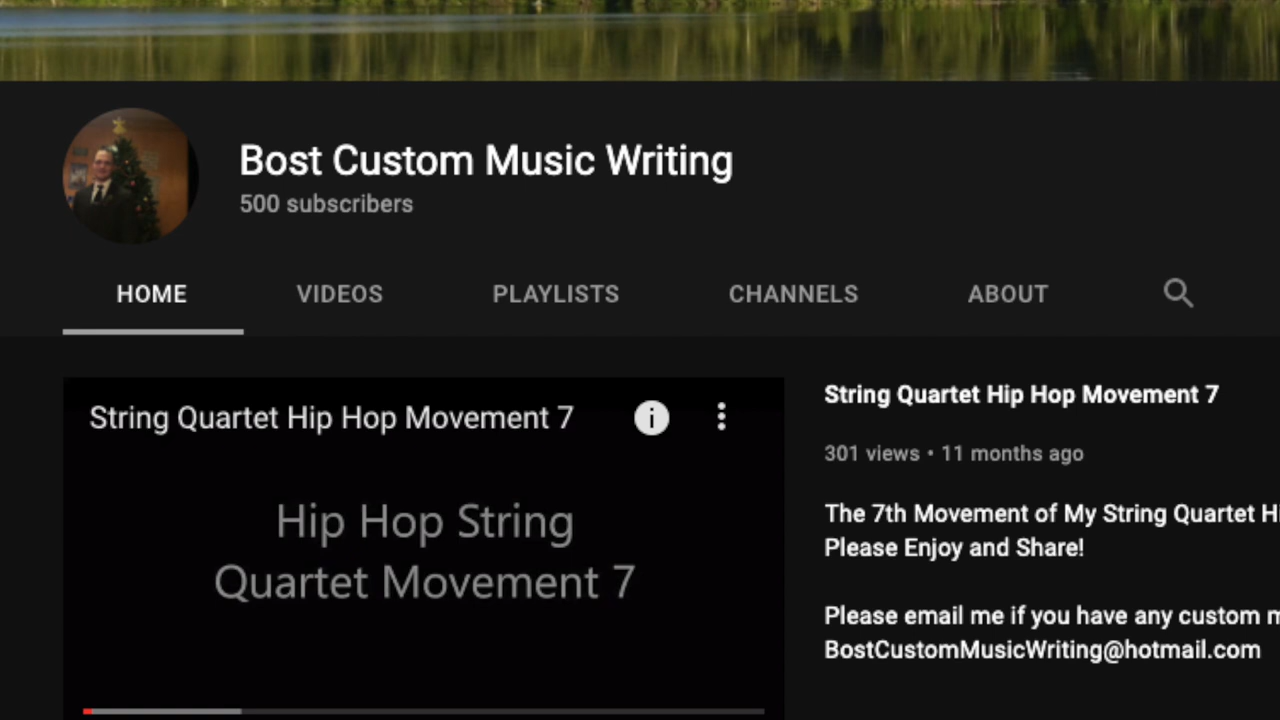 Bost Custom Music Writing
500 subscribers
HOME VIDEOS PLAYLISTS CHANNELS ABOUT
String Quartet Hip Hop Movement 7
Hip Hop String
Quartet Movement 7
String Quartet Hip Hop Movement 7
301 views • 11 months ago
The 7th Movement of My String Quartet
Please Enjoy and Share!
Please email me if you have any custom
BostCustomMusicWriting@hotmail.com